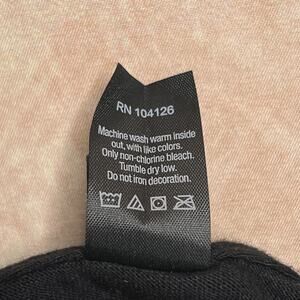 RN 104126
Machine wash warm inside
out, with like colors.
Only non-chlorine bleach.
Tumble dry low.
Do not iron decoration.